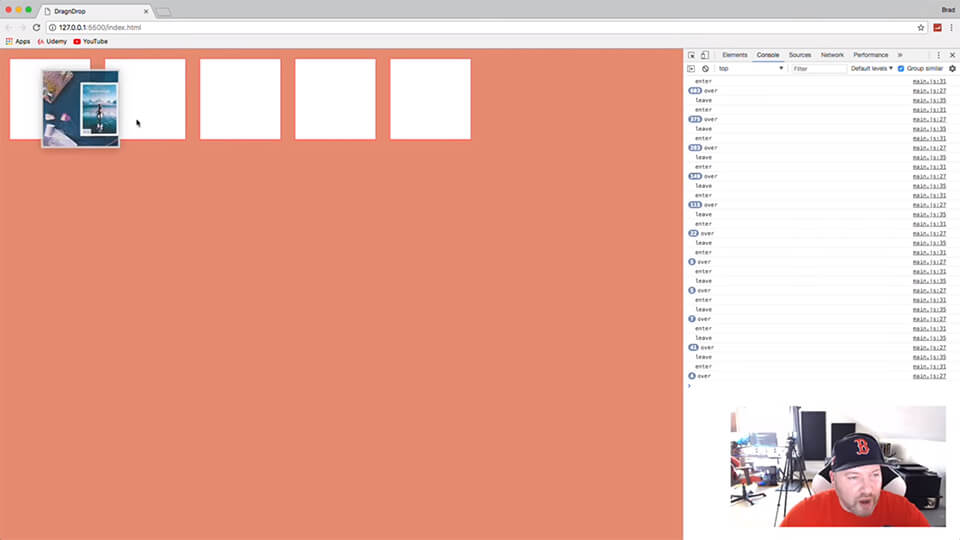 DragnDrop
Brad
127.0.0.1:5500/index.html
Apps Udemy YouTube
Elements Console Sources Network Performance »
top Filter Default levels Group similar
enter main.js:31
over main.js:27
leave main.js:35
enter main.js:31
375 over main.js:27
leave main.js:35
enter main.js:31
203 over main.js:27
leave main.js:35
enter main.js:31
149 over main.js:27
leave main.js:35
enter main.js:31
111 over main.js:27
leave main.js:35
enter main.js:31
over main.js:27
leave main.js:35
enter main.js:31
over main.js:27
enter main.js:31
leave main.js:35
5 over main.js:27
enter main.js:31
leave main.js:35
7 over main.js:27
enter main.js:31
leave main.js:35
41 over main.js:27
leave main.js:35
enter main.js:31
4 over main.js:27
B